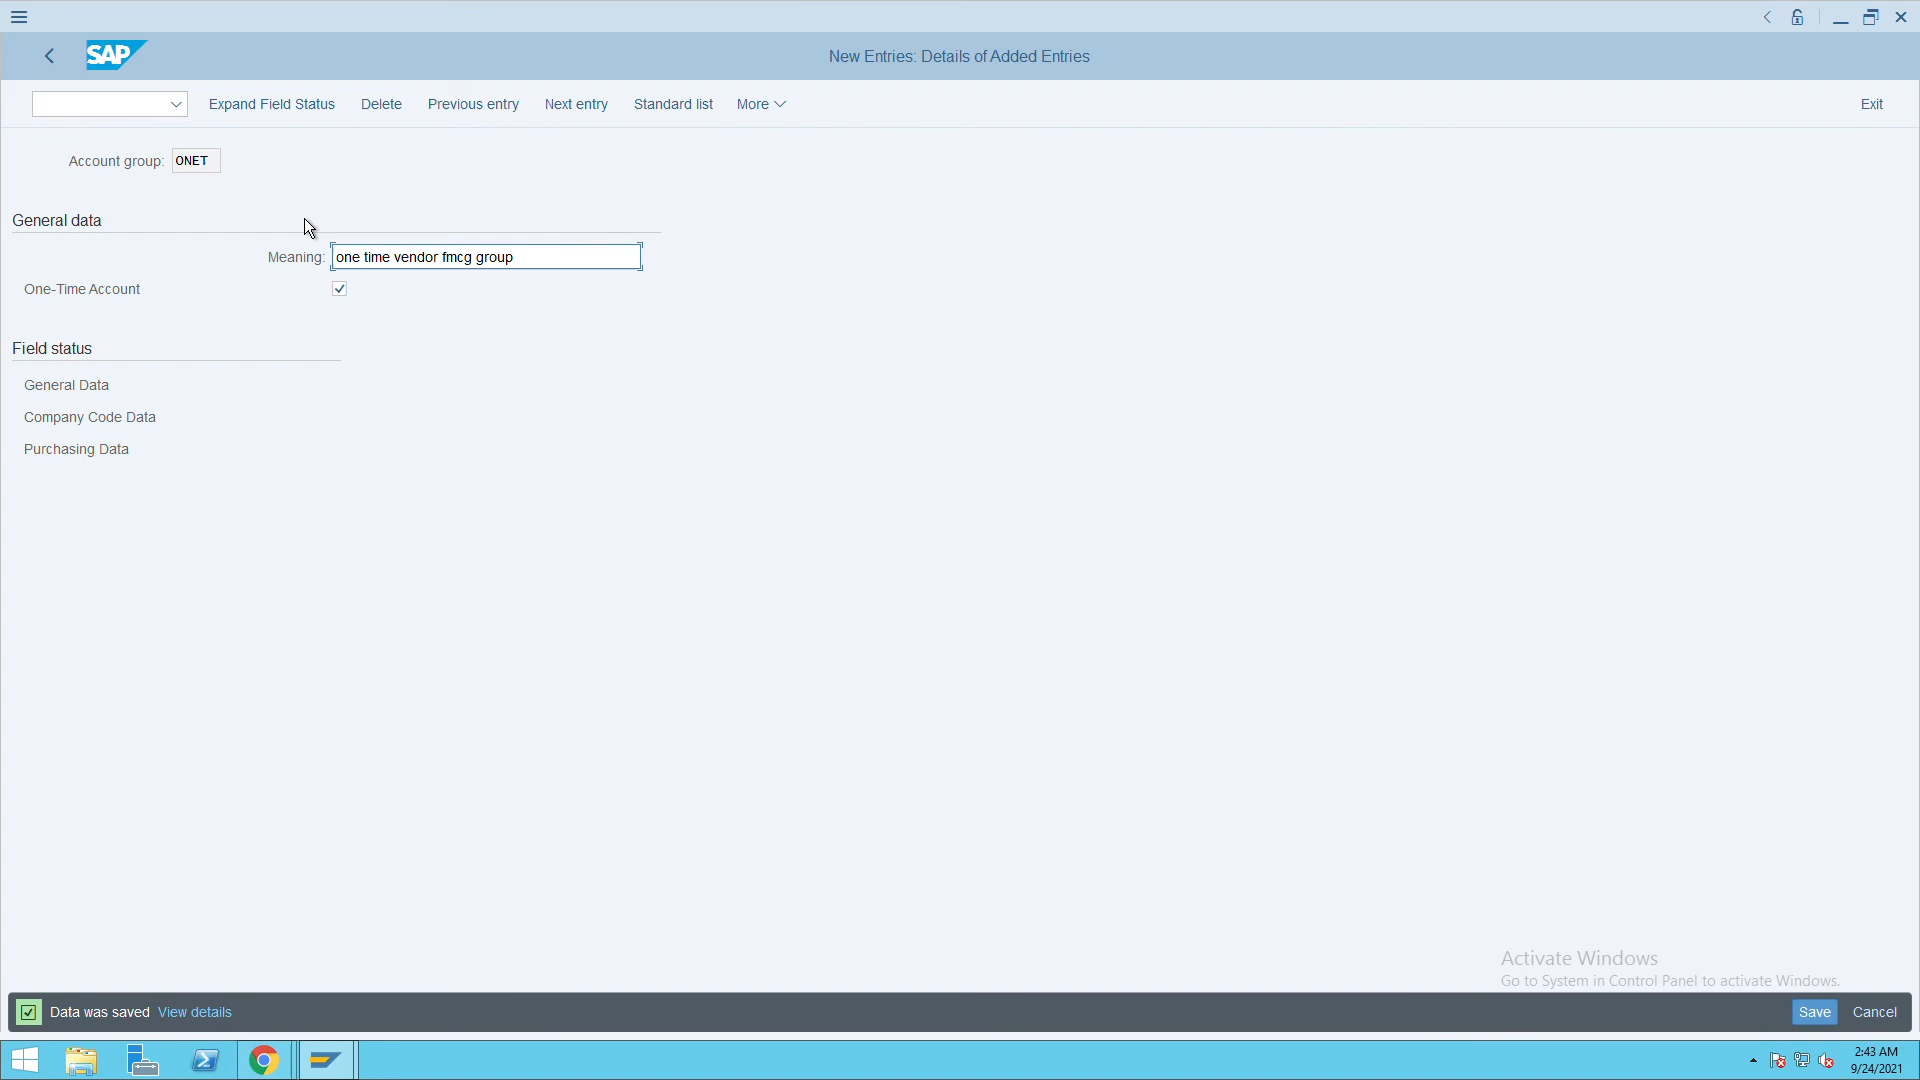 SAP
New Entries: Details of Added Entries
Expand Field Status Delete Previous entry Next entry Standard list More Exit
Account group: ONET
General data
Meaning: one time vendor fmcg group
One-Time Account
Field status
General Data
Company Code Data
Purchasing Data
Activate Windows
Go to System in Control Panel to activate Windows.
Data was saved View details Save Cancel
2:43 AM
9/24/2021